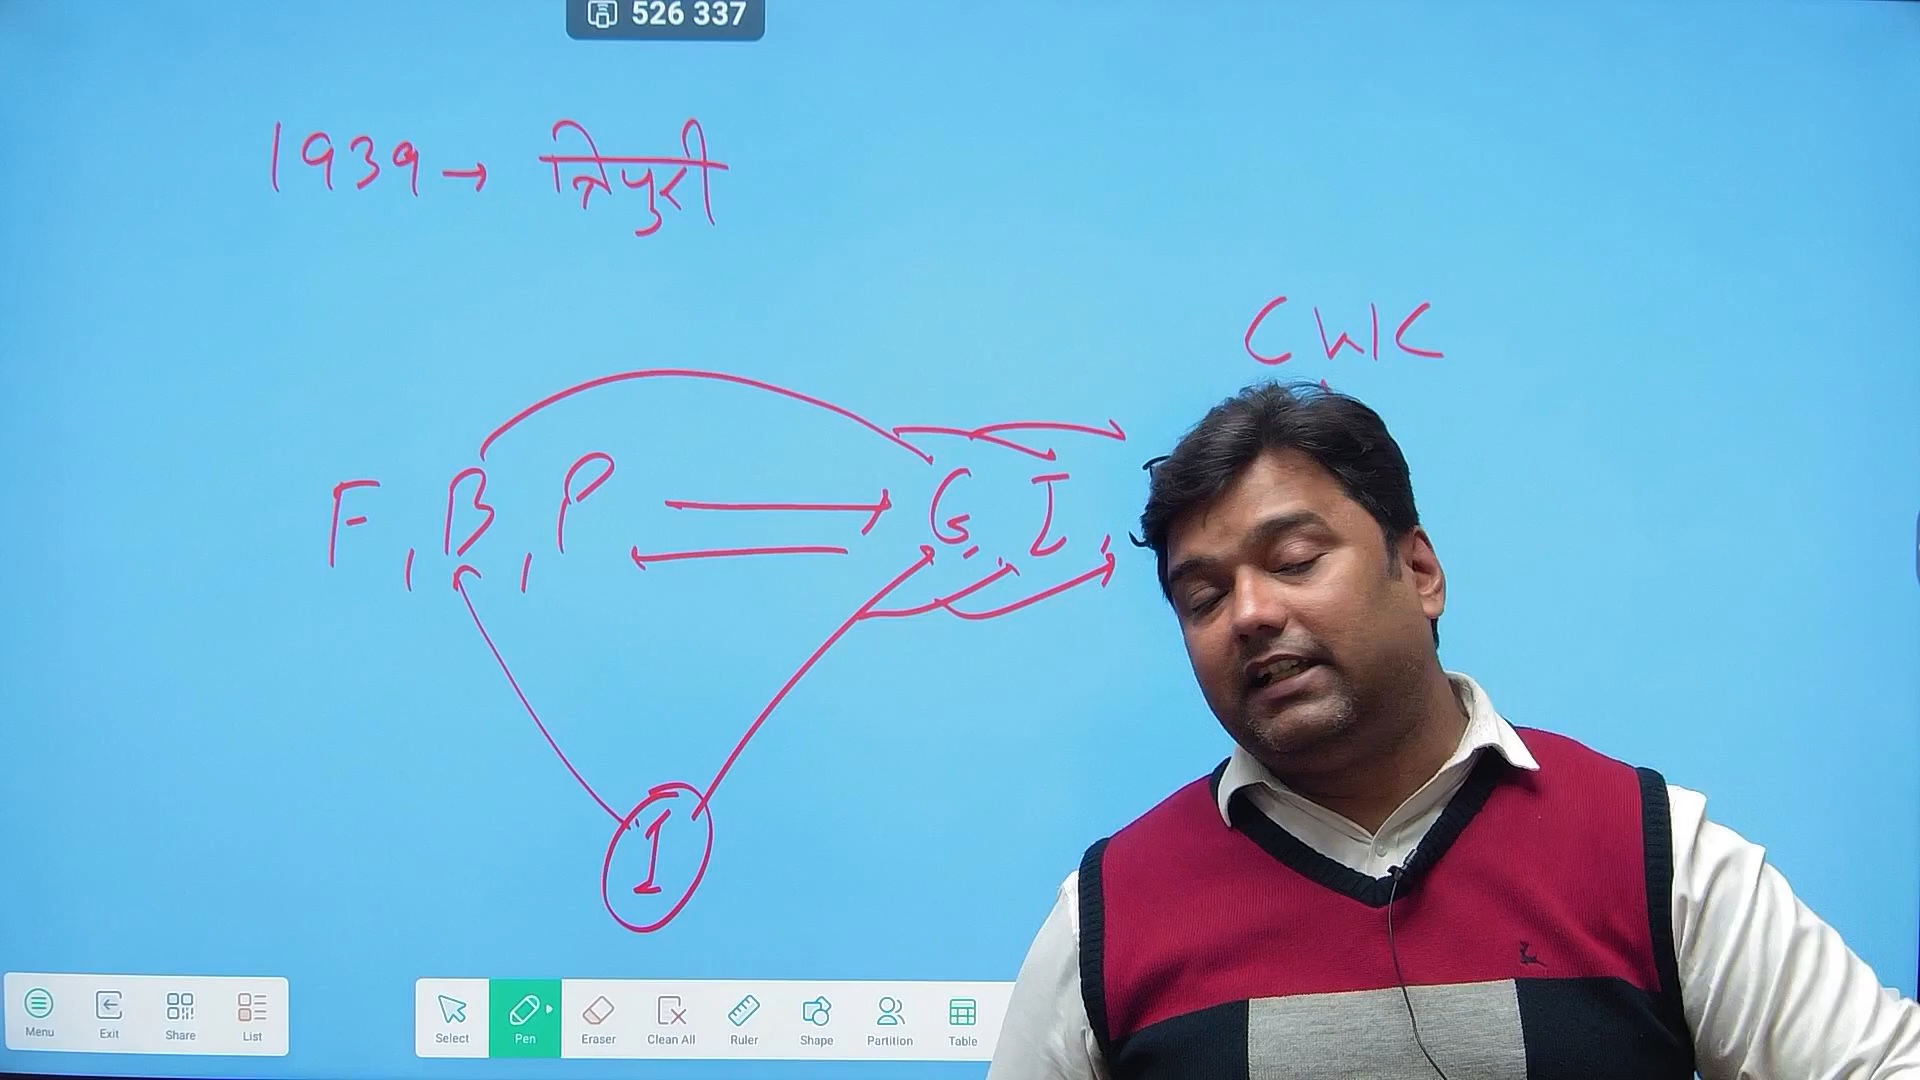 526 337
1939 → त्रिपुरी
CWC
F, B, P G, I,
I
Menu Exit Share List Select Pen Eraser Clean All Ruler Shape Partition Table